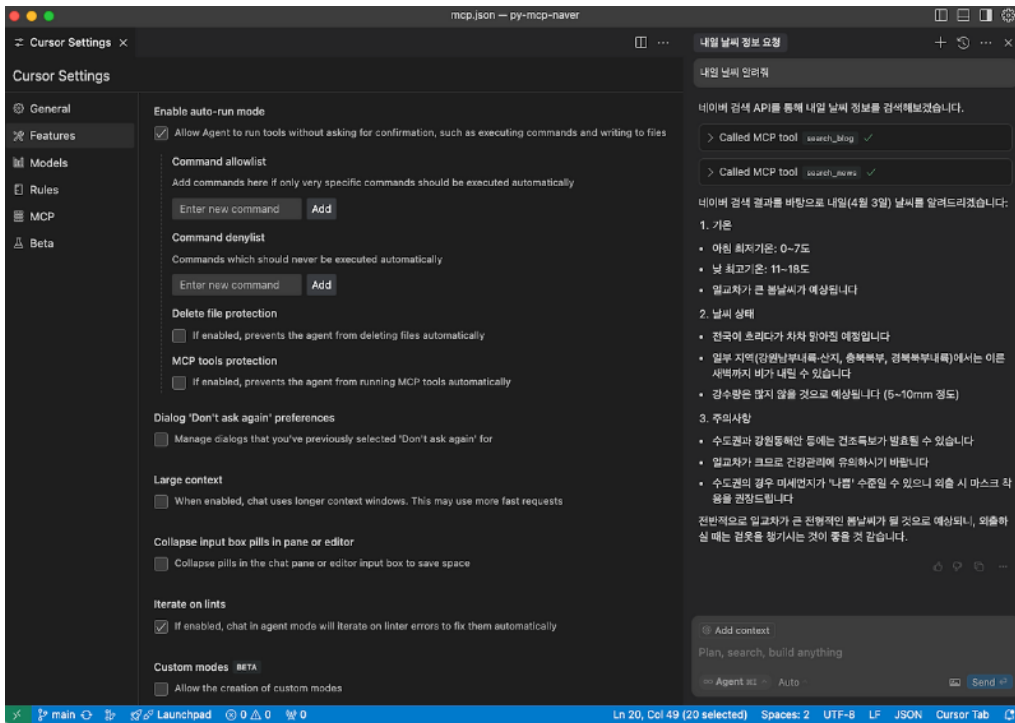 mcp.json — py-mcp-naver
Cursor Settings
Cursor Settings
General
Features
Models
Rules
MCP
Beta
Enable auto-run mode
Allow Agent to run tools without asking for confirmation, such as executing commands and writing to files
Command allowlist
Add commands here if only very specific commands should be executed automatically
Enter new command Add
Command denylist
Commands which should never be executed automatically
Enter new command Add
Delete file protection
If enabled, prevents the agent from deleting files automatically
MCP tools protection
If enabled, prevents the agent from running MCP tools automatically
Dialog 'Don't ask again' preferences
Manage dialogs that you've previously selected 'Don't ask again' for
Large context
When enabled, chat uses longer context windows. This may use more fast requests
Collapse input box pills in pane or editor
Collapse pills in the chat pane or editor input box to save space
Iterate on lints
If enabled, chat in agent mode will iterate on linter errors to fix them automatically
Custom modes BETA
Allow the creation of custom modes
내일 날씨 정보 요청
내일 날씨 알려줘
네이버 검색 API를 통해 내일 날씨 정보를 검색해보겠습니다.
Called MCP tool search_blog
Called MCP tool search_news
네이버 검색 결과를 바탕으로 내일(4월 3일) 날씨를 알려드리겠습니다:
1. 기온
• 아침 최저기온: 0~7도
• 낮 최고기온: 11~18도
• 일교차가 큰 봄날씨가 예상됩니다
2. 날씨 상태
• 전국이 흐리다가 차차 맑아질 예정입니다
• 일부 지역(강원남부내륙·산지, 충북북부, 경북북부내륙)에서는 이른
새벽까지 비가 내릴 수 있습니다
• 강수량은 많지 않을 것으로 예상됩니다 (5~10mm 정도)
3. 주의사항
• 수도권과 강원동해안 등에는 건조특보가 발효될 수 있습니다
• 일교차가 크므로 건강관리에 유의하시기 바랍니다
• 수도권의 경우 미세먼지가 '나쁨' 수준일 수 있으니 외출 시 마스크 착
용을 권장드립니다
전반적으로 일교차가 큰 전형적인 봄날씨가 될 것으로 예상되니, 외출하
실 때는 겉옷을 챙기시는 것이 좋을 것 같습니다.
Add context
Plan, search, build anything
Agent ⌘I Auto Send
main Launchpad 0 0 0 Ln 20, Col 49 (20 selected) Spaces: 2 UTF-8 LF JSON Cursor Tab